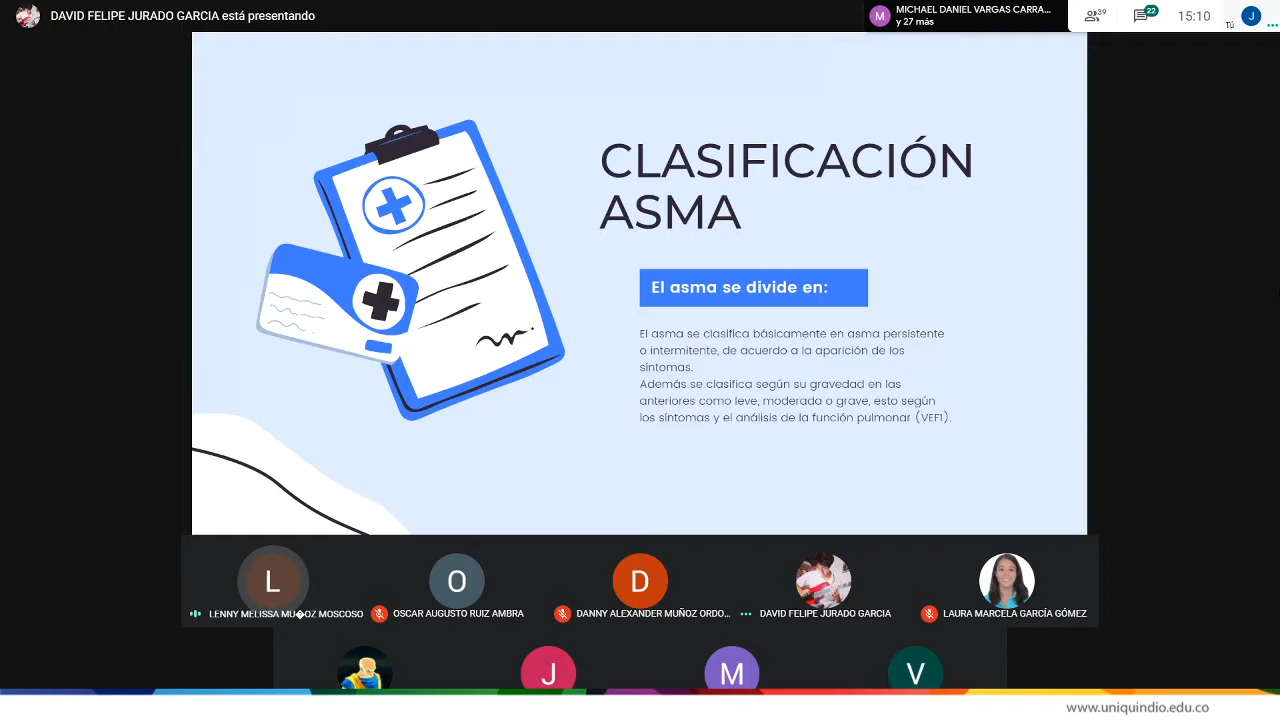 DAVID FELIPE JURADO GARCIA está presentando
M
MICHAEL DANIEL VARGAS CARRA...
y 27 más
39
22
15:10
Tú
J
CLASIFICACIÓN
ASMA
El asma se divide en:
El asma se clasifica básicamente en asma persistente
o intermitente, de acuerdo a la aparición de los
síntomas.
Además se clasifica según su gravedad en las
anteriores como leve, moderada o grave, esto según
los síntomas y el análisis de la función pulmonar (VEF1).
L
O
D
LENNY MELISSA MU�OZ MOSCOSO
OSCAR AUGUSTO RUIZ AMBRA
DANNY ALEXANDER MUÑOZ ORDO...
DAVID FELIPE JURADO GARCIA
LAURA MARCELA GARCÍA GÓMEZ
J
M
V
www.uniquindio.edu.co